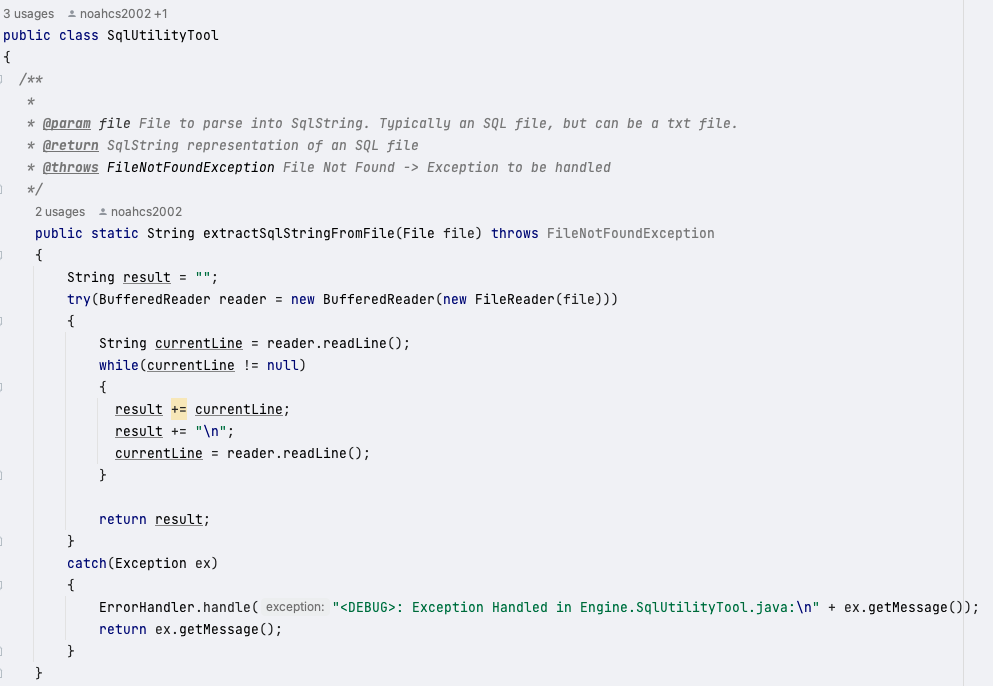 3 usages noahcs2002 +1
public class SqlUtilityTool
{
/**
*
* @param file File to parse into SqlString. Typically an SQL file, but can be a txt file.
* @return SqlString representation of an SQL file
* @throws FileNotFoundException File Not Found -> Exception to be handled
*/
2 usages noahcs2002
public static String extractSqlStringFromFile(File file) throws FileNotFoundException
{
String result = "";
try(BufferedReader reader = new BufferedReader(new FileReader(file)))
{
String currentLine = reader.readLine();
while(currentLine != null)
{
result += currentLine;
result += "\n";
currentLine = reader.readLine();
}
return result;
}
catch(Exception ex)
{
ErrorHandler.handle( exception: "<DEBUG>: Exception Handled in Engine.SqlUtilityTool.java:\n" + ex.getMessage());
return ex.getMessage();
}
}